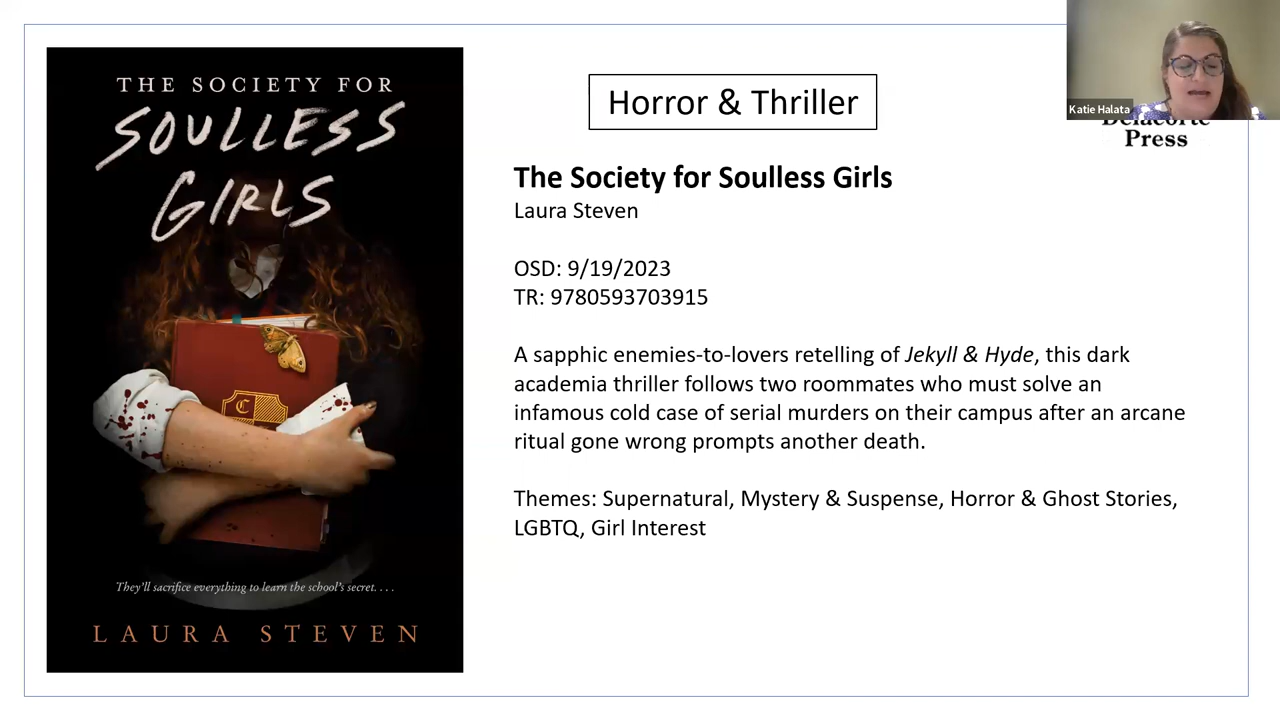 THE SOCIETY FOR
SOULLESS
GIRLS
C
They'll sacrifice everything to learn the school's secret. . . .
LAURA STEVEN
Horror & Thriller
Katie Halata
Delacorte
Press
The Society for Soulless Girls
Laura Steven
OSD: 9/19/2023
TR: 9780593703915
A sapphic enemies-to-lovers retelling of Jekyll & Hyde, this dark
academia thriller follows two roommates who must solve an
infamous cold case of serial murders on their campus after an arcane
ritual gone wrong prompts another death.
Themes: Supernatural, Mystery & Suspense, Horror & Ghost Stories,
LGBTQ, Girl Interest